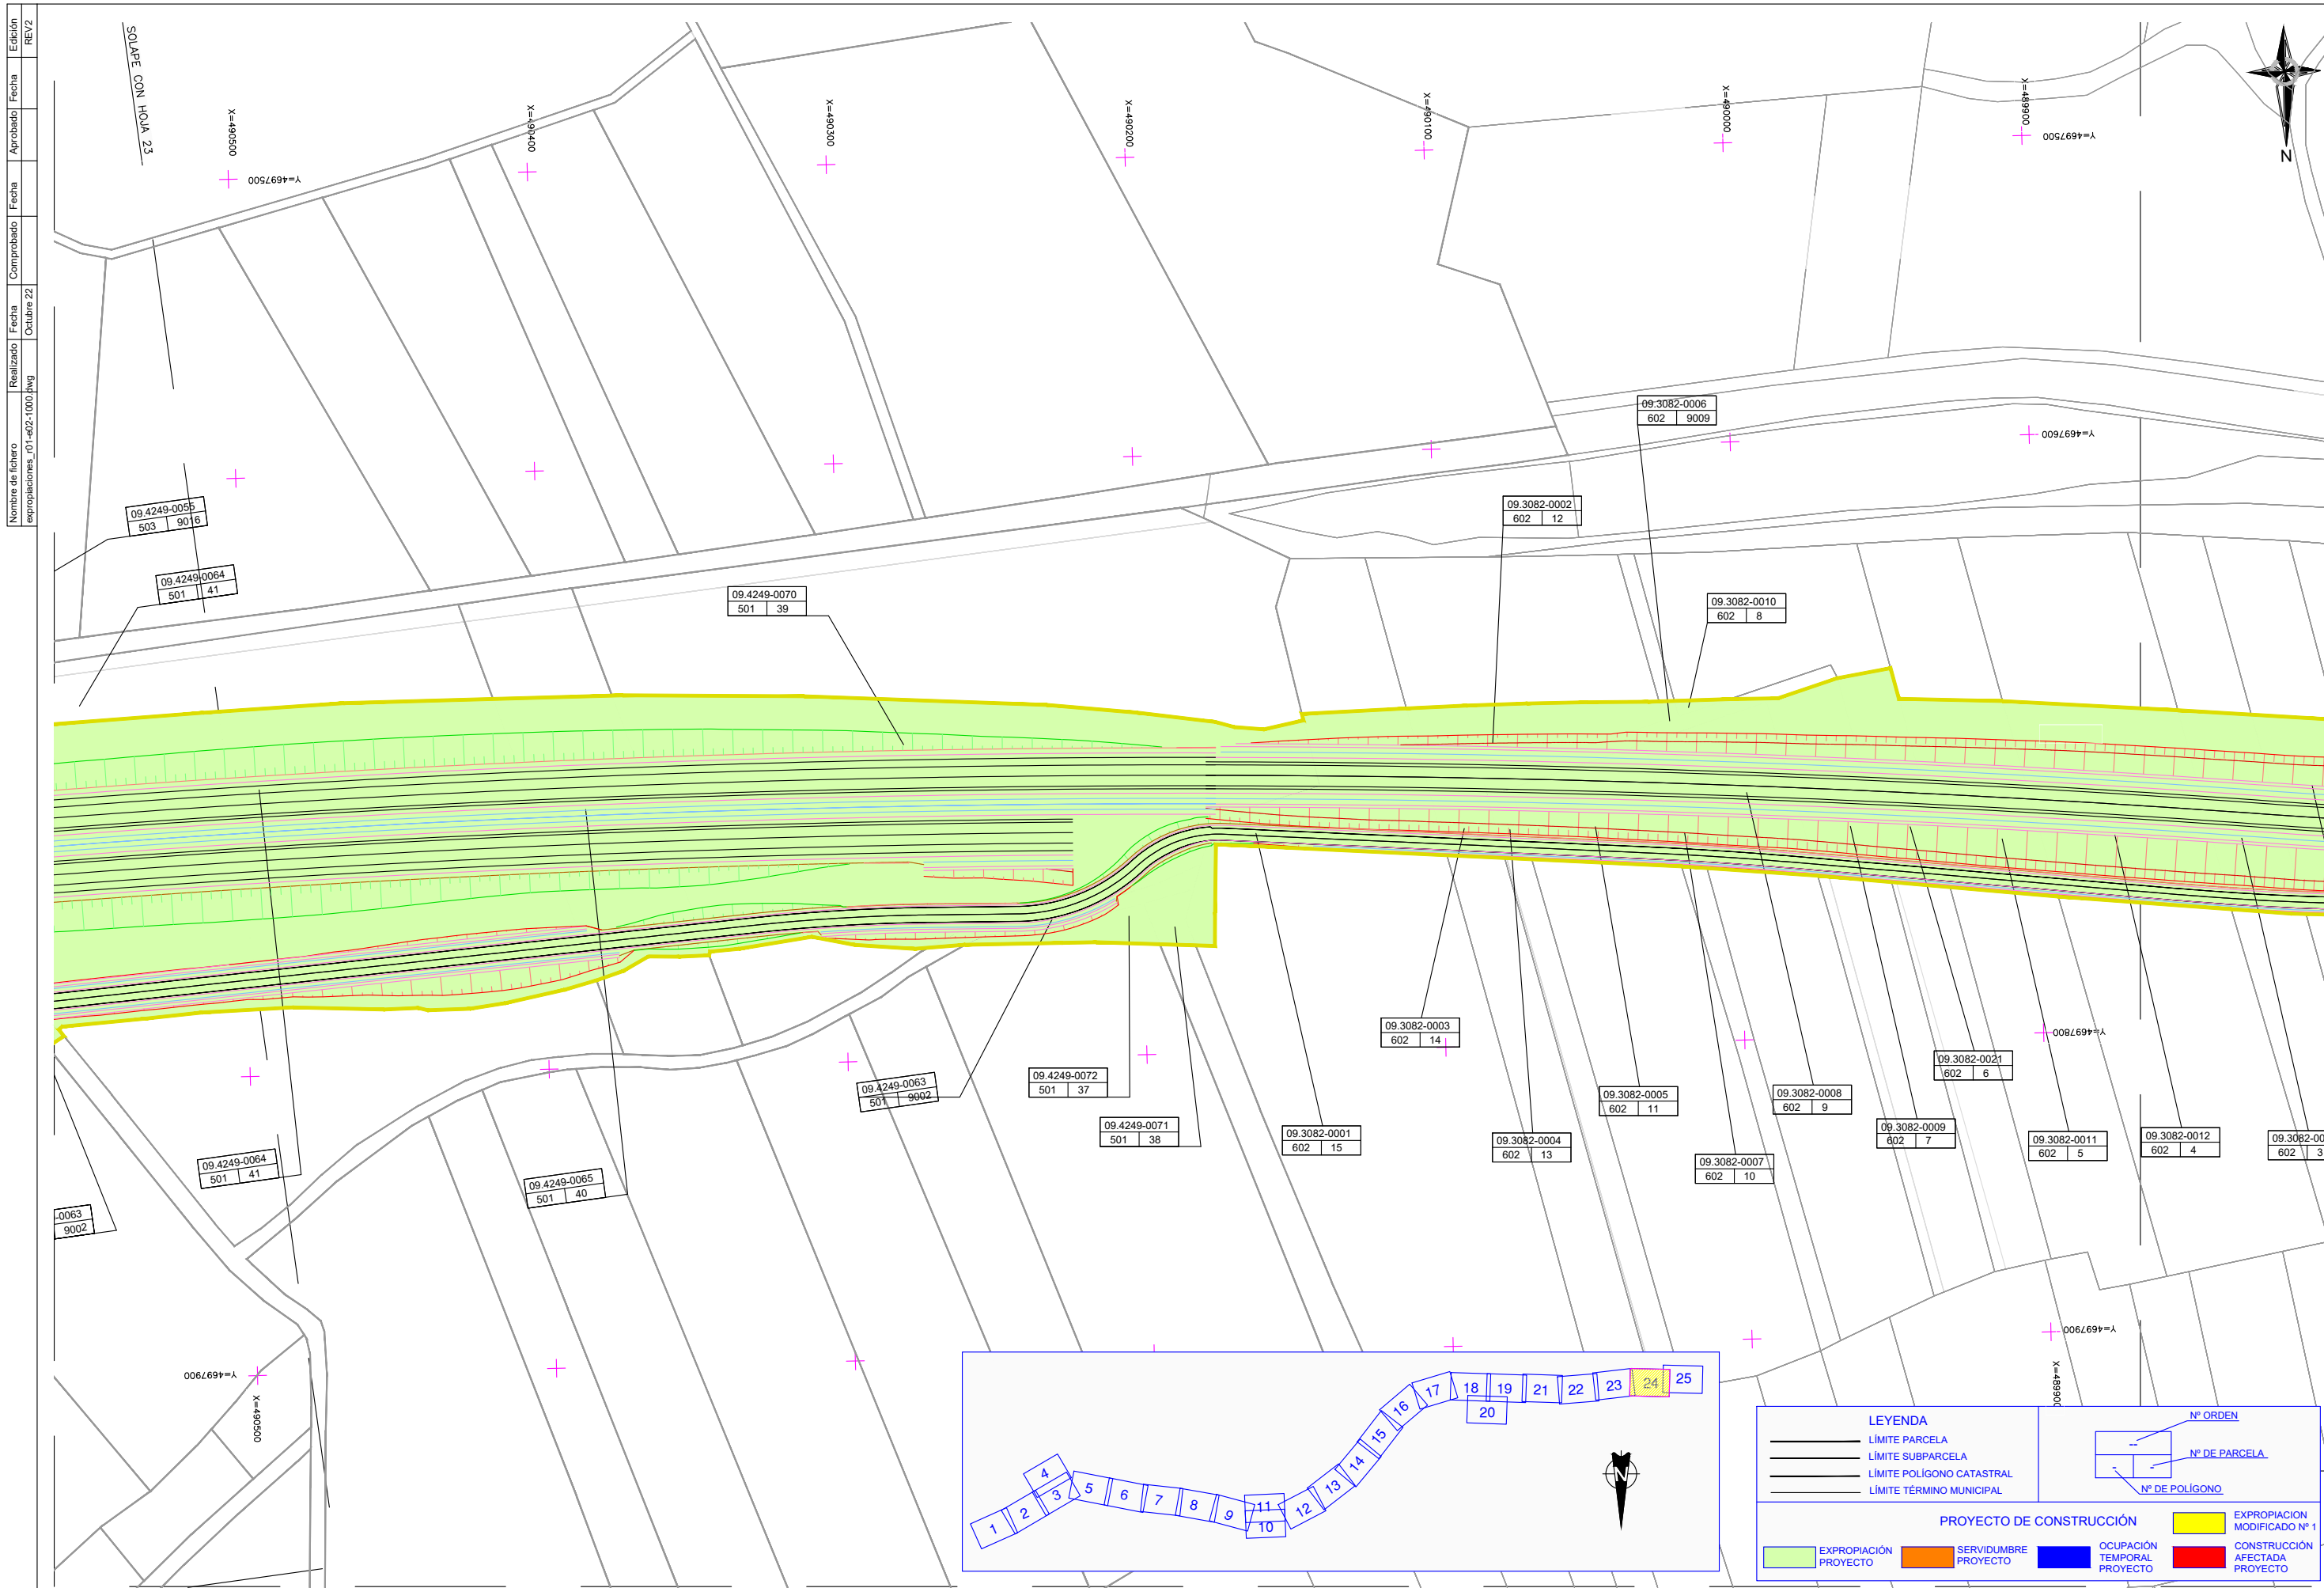 Edición
REV2
Fecha
Aprobado
Fecha
Comprobado
Fecha
Octubre 22
Realizado
Nombre de fichero
expropiaciones_r01-e02-1000.dwg
SOLAPE CON HOJA 23
X=490500
X=490400
X=490300
X=490200
X=490100
X=490000
X=489900
Y=4697500
Y=4697500
N
Y=4697600
09.3082-0006
602 9009
09.3082-0002
602 12
09.4249-0055
503 9016
09.4249-0064
501 41
09.4249-0070
501 39
09.3082-0010
602 8
09.3082-0003
602 14
Y=4697800
09.3082-0021
602 6
09.4249-0063
501 9002
09.4249-0072
501 37
09.3082-0005
602 11
09.3082-0008
602 9
09.4249-0071
501 38
09.3082-0001
602 15
09.3082-0004
602 13
09.3082-0009
602 7
09.3082-0011
602 5
09.3082-0012
602 4
09.3082-00
602 3
09.4249-0064
501 41
09.4249-0065
501 40
09.3082-0007
602 10
-0063
9002
Y=4697900
Y=4697900
X=490500
X=489900
1
2
3
4
5
6
7
8
9
10
11
12
13
14
15
16
17
18
19
20
21
22
23
24
25
N
LEYENDA
LÍMITE PARCELA
LÍMITE SUBPARCELA
LÍMITE POLÍGONO CATASTRAL
LÍMITE TÉRMINO MUNICIPAL
Nº ORDEN
--
- -
Nº DE PARCELA
Nº DE POLÍGONO
PROYECTO DE CONSTRUCCIÓN
EXPROPIACION
MODIFICADO Nº 1
EXPROPIACIÓN
PROYECTO
SERVIDUMBRE
PROYECTO
OCUPACIÓN
TEMPORAL
PROYECTO
CONSTRUCCIÓN
AFECTADA
PROYECTO